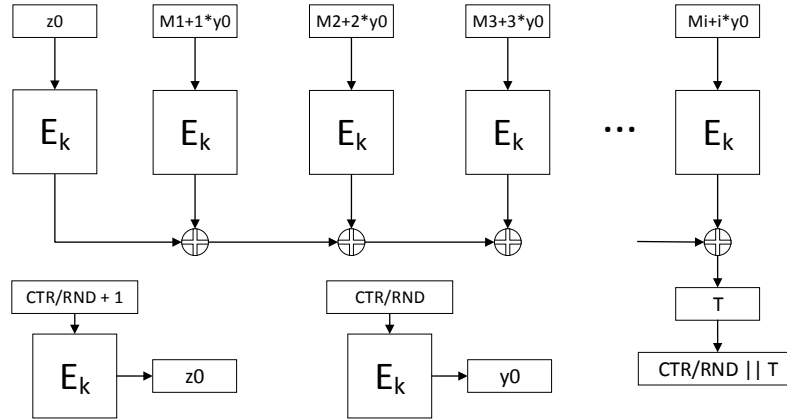 z0
M1+1*y0
M2+2*y0
M3+3*y0
Mi+i*y0
Ek
Ek
Ek
Ek
...
Ek
CTR/RND + 1
CTR/RND
T
Ek
z0
Ek
y0
CTR/RND || T